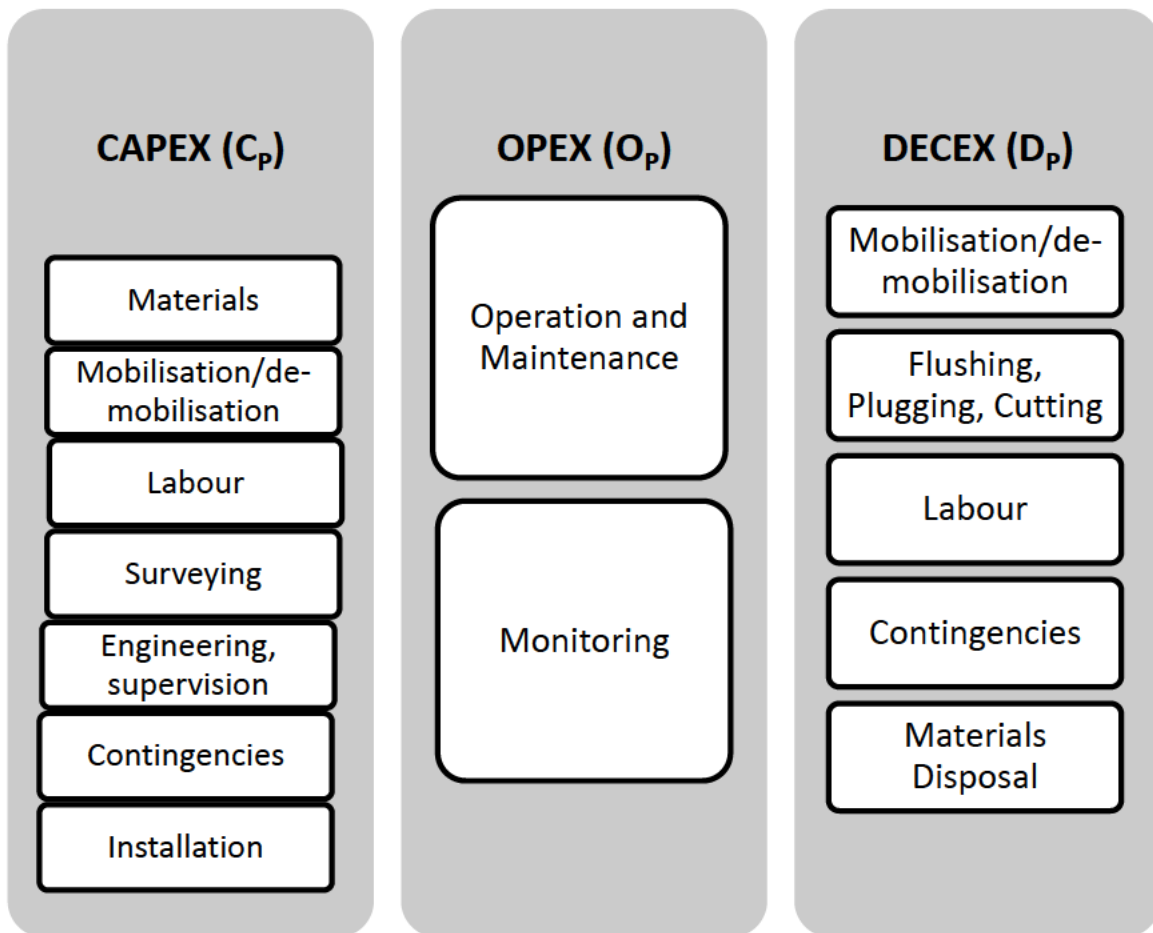 CAPEX (CP)
Materials
Mobilisation/de-
mobilisation
Labour
Surveying
Engineering,
supervision
Contingencies
Installation
OPEX (OP)
Operation and
Maintenance
Monitoring
DECEX (DP)
Mobilisation/de-
mobilisation
Flushing,
Plugging, Cutting
Labour
Contingencies
Materials
Disposal